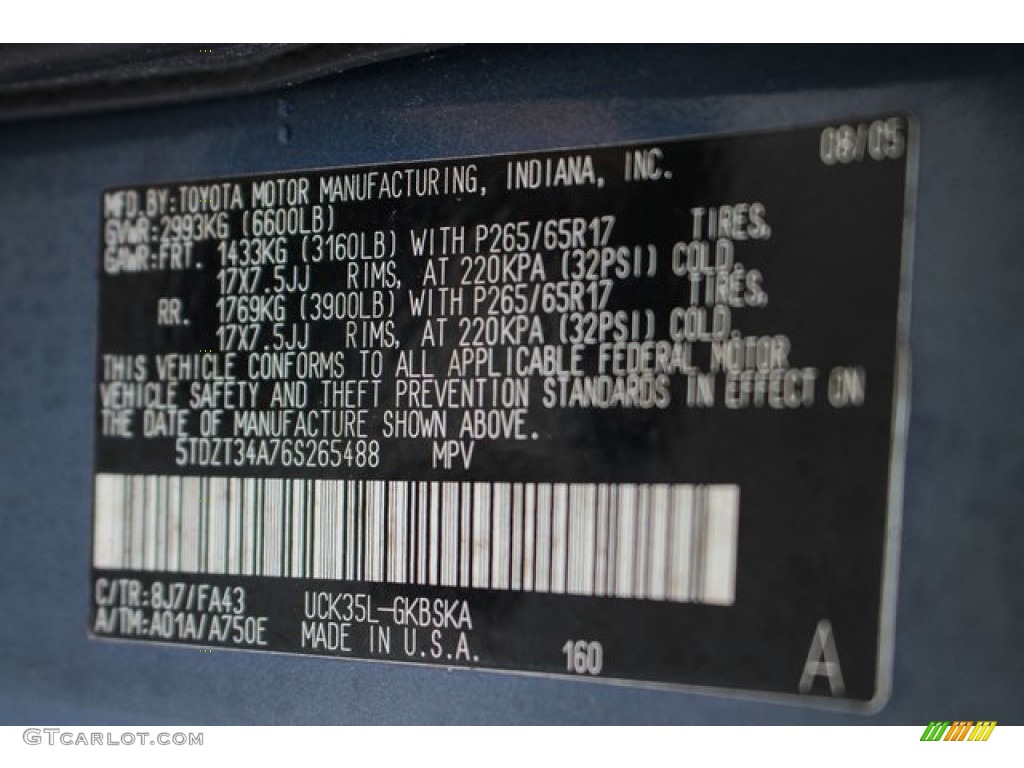 08/05
MFD.BY:TOYOTA MOTOR MANUFACTURING, INDIANA, INC.
GVWR:2993KG (6600LB)
GAWR:FRT. 1433KG (3160LB) WITH P265/65R17 TIRES,
17X7.5JJ RIMS, AT 220KPA (32PSI) COLD.
RR. 1769KG (3900LB) WITH P265/65R17 TIRES,
17X7.5JJ RIMS, AT 220KPA (32PSI) COLD.
THIS VEHICLE CONFORMS TO ALL APPLICABLE FEDERAL MOTOR
VEHICLE SAFETY AND THEFT PREVENTION STANDARDS IN EFFECT ON
THE DATE OF MANUFACTURE SHOWN ABOVE.
5TDZT34A76S265488 MPV
C/TR:8J7/FA43 UCK35L-GKBSKA
A/TM:A01A/A750E MADE IN U.S.A.
160 A
GTCarlot.com